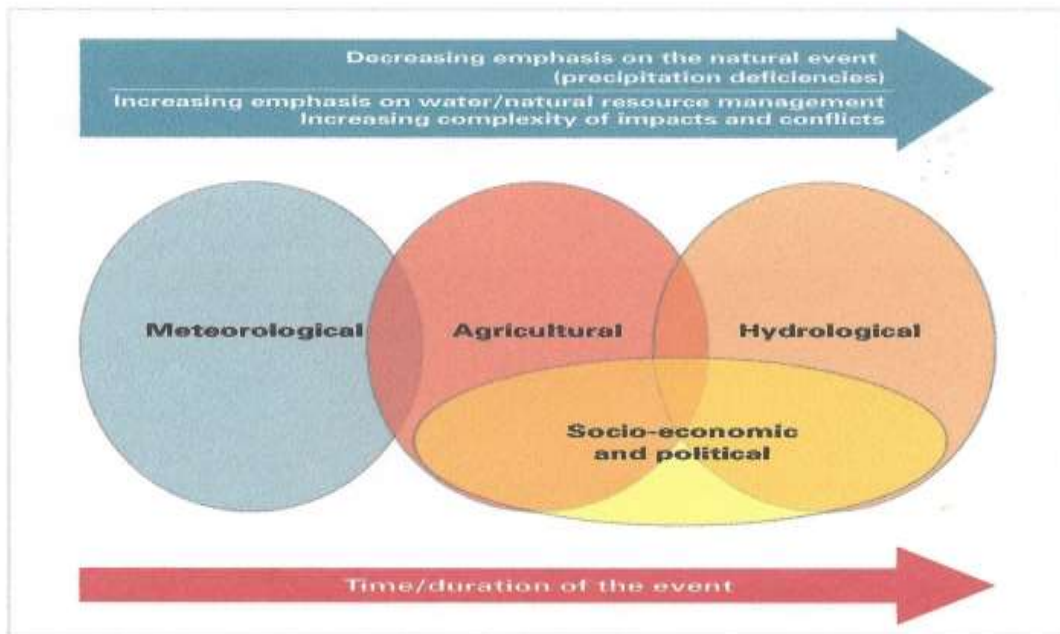 Decreasing emphasis on the natural event
(precipitation deficiencies)
Increasing emphasis on water/natural resource management
Increasing complexity of impacts and conflicts
Meteorological
Agricultural
Hydrological
Socio-economic
and political
Time/duration of the event